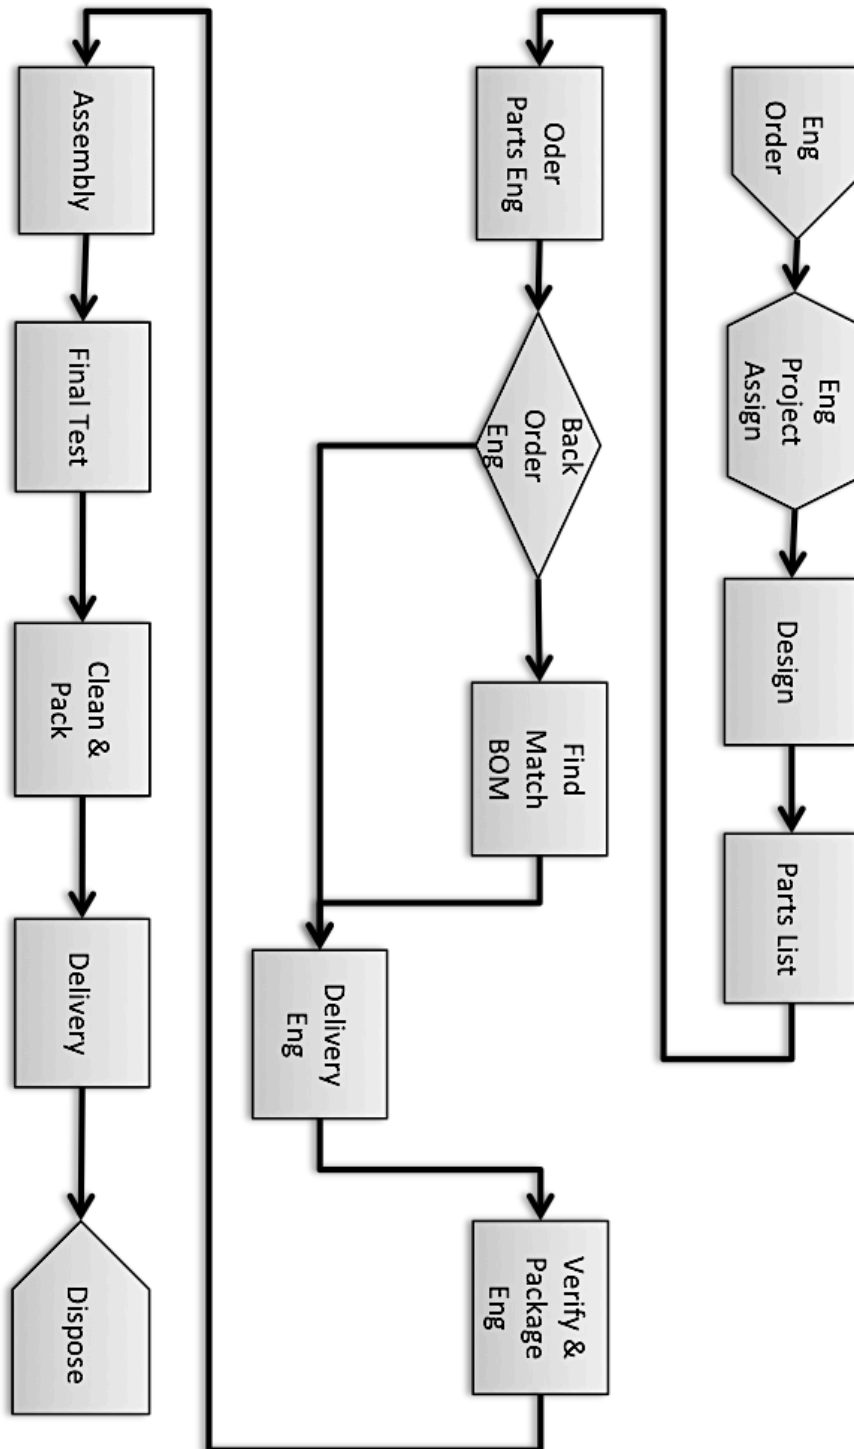 Eng
Order
Eng
Project
Assign
Design
Parts List
Oder
Parts Eng
Back
Order
Eng
Find
Match
BOM
Delivery
Eng
Verify &
Package
Eng
Assembly
Final Test
Clean &
Pack
Delivery
Dispose